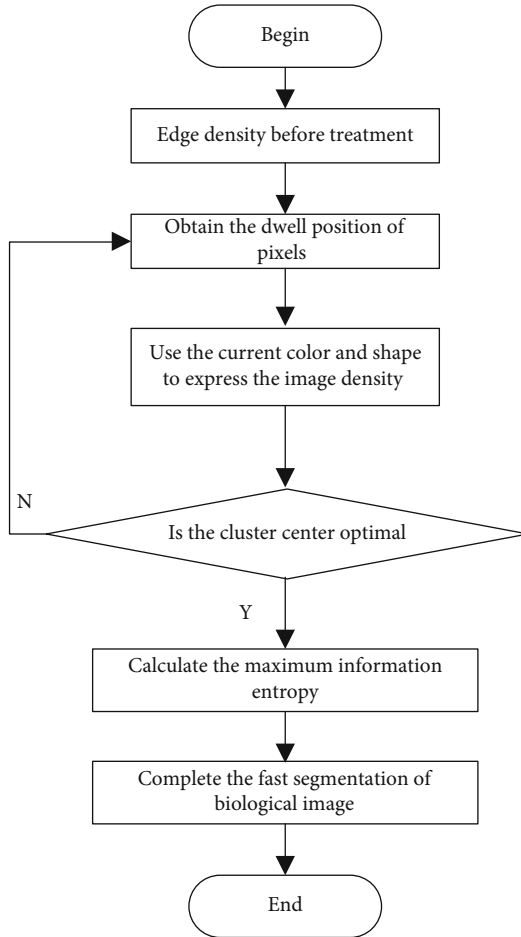 Begin
Edge density before treatment
Obtain the dwell position of
pixels
Use the current color and shape
to express the image density
N
Is the cluster center optimal
Y
Calculate the maximum information
entropy
Complete the fast segmentation of
biological image
End